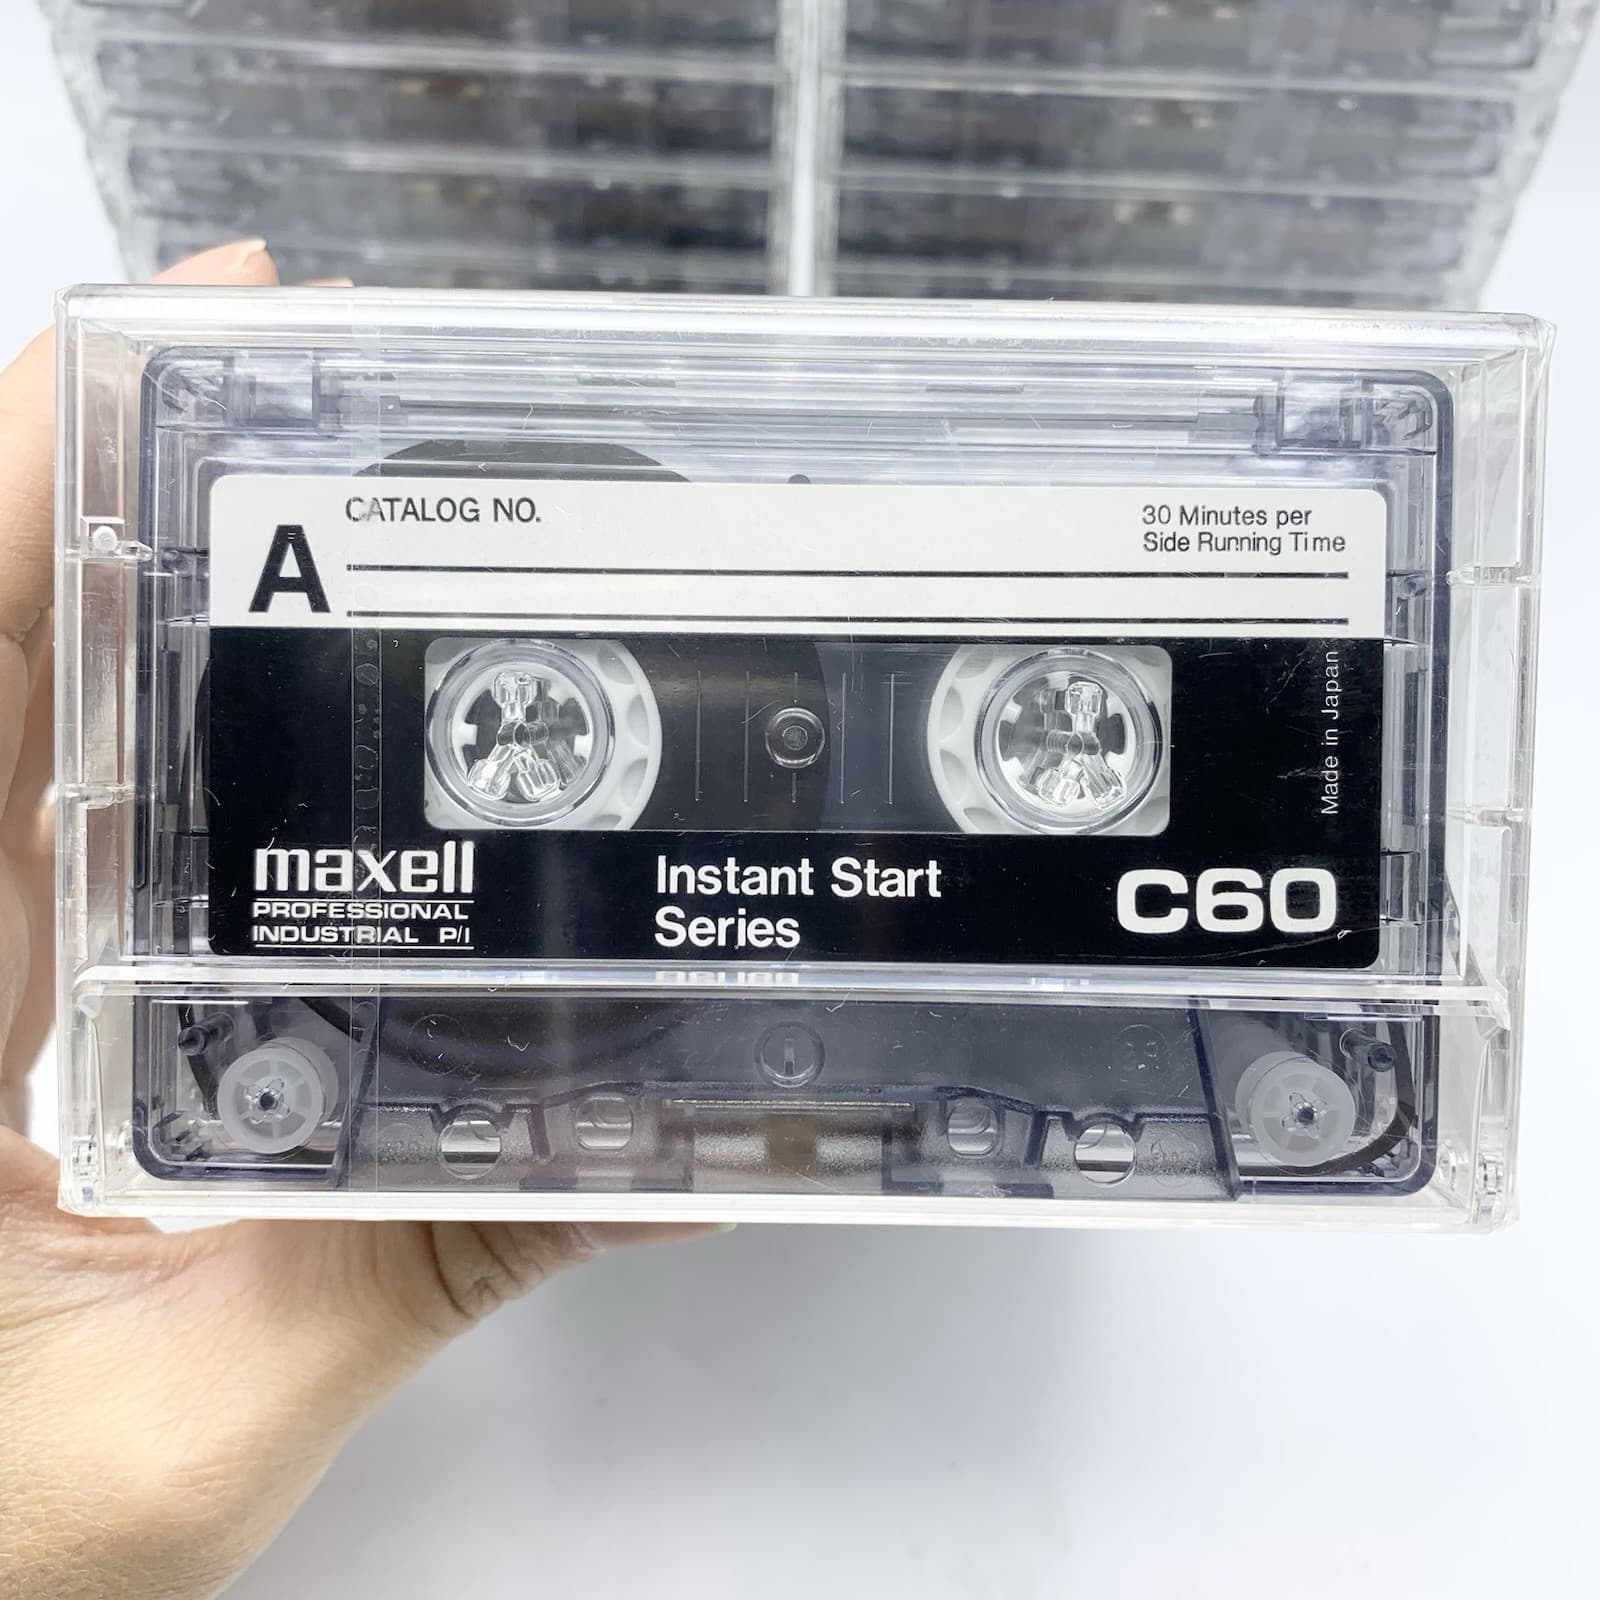 CATALOG NO.
A
30 Minutes per
Side Running Time
Made in Japan
maxell
PROFESSIONAL
INDUSTRIAL P/I
Instant Start
Series
C60